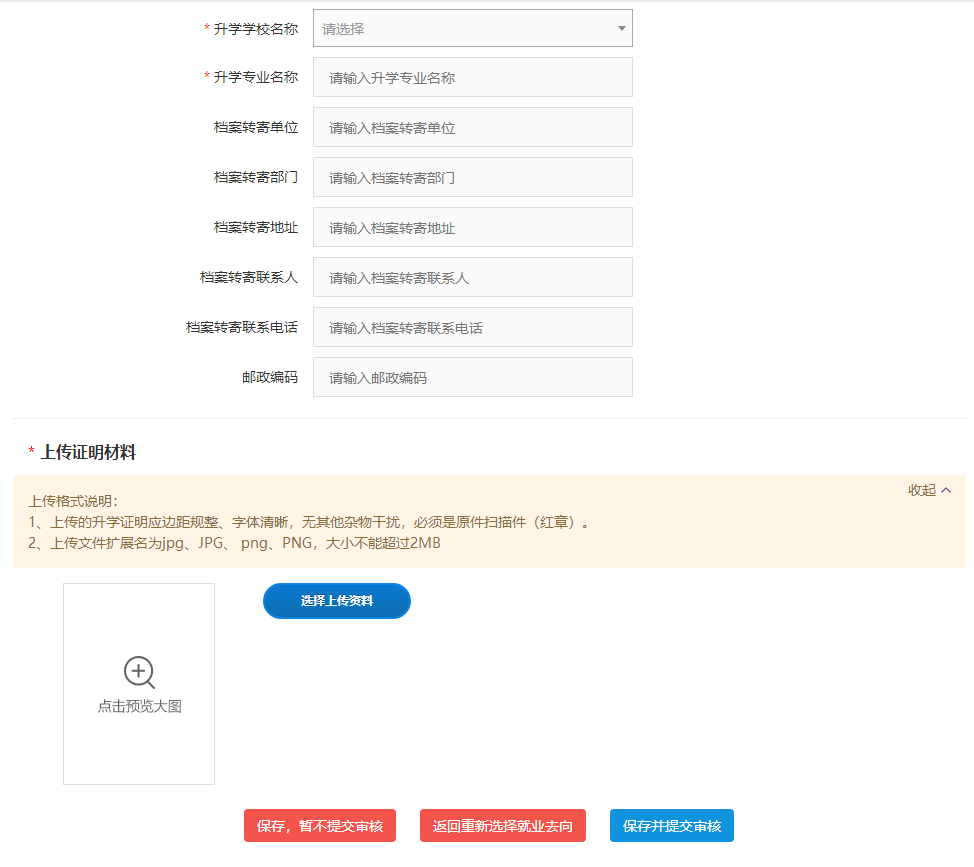 * 升学学校名称 请选择
* 升学专业名称 请输入升学专业名称
档案转寄单位 请输入档案转寄单位
档案转寄部门 请输入档案转寄部门
档案转寄地址 请输入档案转寄地址
档案转寄联系人 请输入档案转寄联系人
档案转寄联系电话 请输入档案转寄联系电话
邮政编码 请输入邮政编码
* 上传证明材料
收起
上传格式说明：
1、上传的升学证明应边距规整、字体清晰，无其他杂物干扰，必须是原件扫描件（红章）。
2、上传文件扩展名为jpg、JPG、 png、PNG，大小不能超过2MB
选择上传资料
点击预览大图
保存，暂不提交审核 返回重新选择就业去向 保存并提交审核